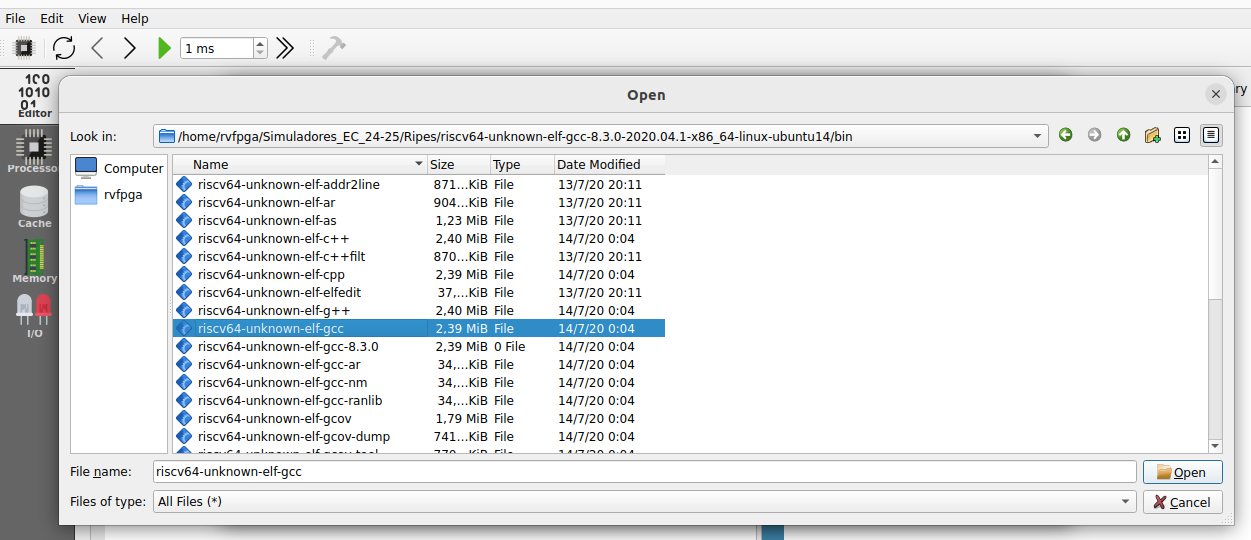 File Edit View Help
1 ms
Open
Editor
Processo
Cache
Memory
I/O
ry
Look in: /home/rvfpga/Simuladores_EC_24-25/Ripes/riscv64-unknown-elf-gcc-8.3.0-2020.04.1-x86_64-linux-ubuntu14/bin
Computer
rvfpga
Name Size Type Date Modified
riscv64-unknown-elf-addr2line 871...KiB File 13/7/20 20:11
riscv64-unknown-elf-ar 904...KiB File 13/7/20 20:11
riscv64-unknown-elf-as 1,23 MiB File 13/7/20 20:11
riscv64-unknown-elf-c++ 2,40 MiB File 14/7/20 0:04
riscv64-unknown-elf-c++filt 870...KiB File 13/7/20 20:11
riscv64-unknown-elf-cpp 2,39 MiB File 14/7/20 0:04
riscv64-unknown-elf-elfedit 37,...KiB File 13/7/20 20:11
riscv64-unknown-elf-g++ 2,40 MiB File 14/7/20 0:04
riscv64-unknown-elf-gcc 2,39 MiB File 14/7/20 0:04
riscv64-unknown-elf-gcc-8.3.0 2,39 MiB 0 File 14/7/20 0:04
riscv64-unknown-elf-gcc-ar 34,...KiB File 14/7/20 0:04
riscv64-unknown-elf-gcc-nm 34,...KiB File 14/7/20 0:04
riscv64-unknown-elf-gcc-ranlib 34,...KiB File 14/7/20 0:04
riscv64-unknown-elf-gcov 1,79 MiB File 14/7/20 0:04
riscv64-unknown-elf-gcov-dump 741...KiB File 14/7/20 0:04
File name: riscv64-unknown-elf-gcc Open
Files of type: All Files (*) Cancel